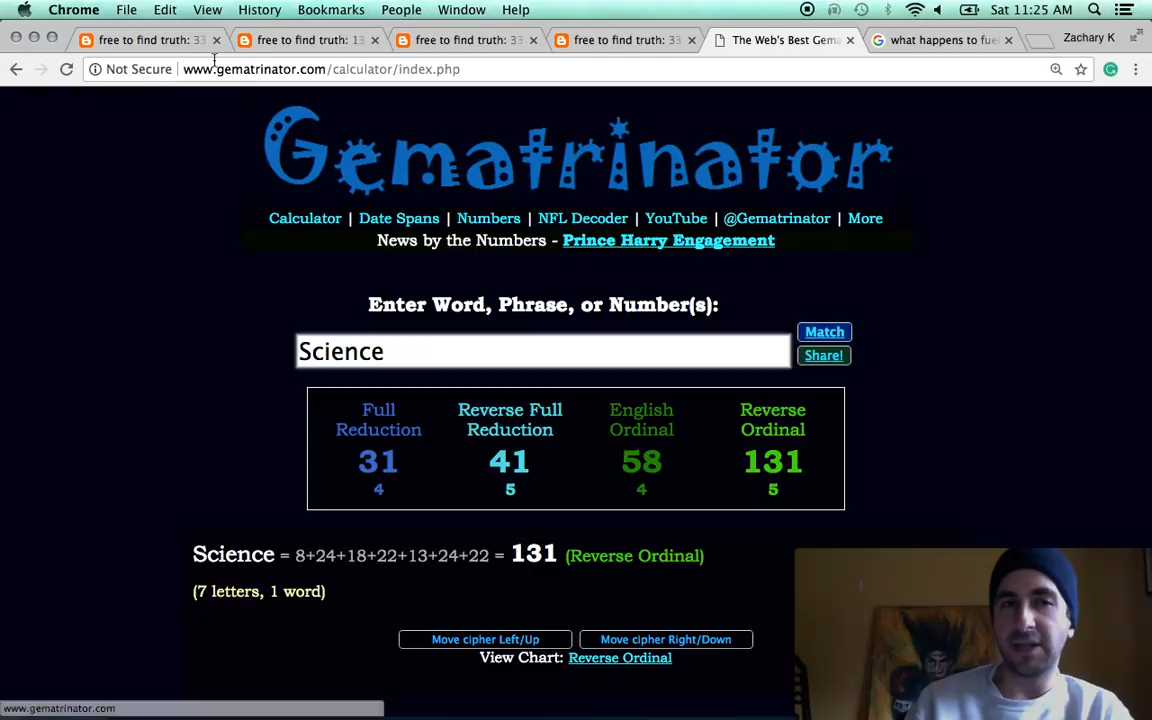 Chrome File Edit View History Bookmarks People Window Help Sat 11:25 AM
free to find truth: 33 free to find truth: 13 free to find truth: 33 free to find truth: 33 The Web's Best Gema what happens to fue Zachary K
Not Secure www.gematrinator.com/calculator/index.php
Gematrinator
Calculator | Date Spans | Numbers | NFL Decoder | YouTube | @Gematrinator | More
News by the Numbers - Prince Harry Engagement
Enter Word, Phrase, or Number(s):
Match
Science
Share!
Full Reverse Full English Reverse
Reduction Reduction Ordinal Ordinal
31 41 58 131
4 5 4 5
Science = 8+24+18+22+13+24+22 = 131 (Reverse Ordinal)
(7 letters, 1 word)
Move cipher Left/Up Move cipher Right/Down
View Chart: Reverse Ordinal
www.gematrinator.com